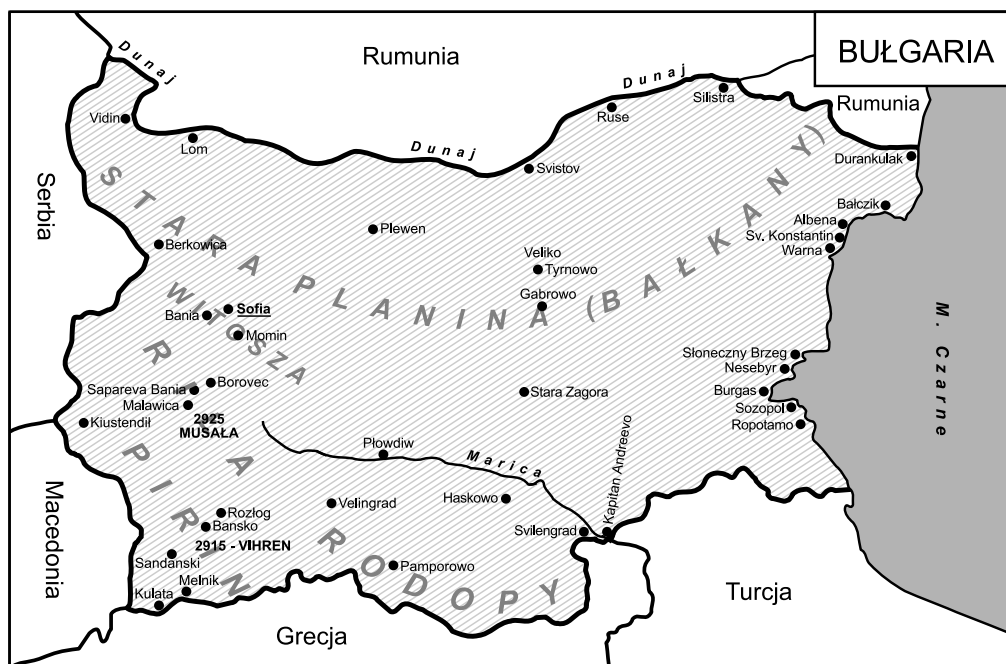 BUŁGARIA
Rumunia
Dunaj
Dunaj
Dunaj
Rumunia
Silistra
Ruse
Vidin
Lom
Svistov
Durankulak
Serbia
STARA PLANINA (BAŁKANY)
Bałczik
Albena
Sv. Konstantin
Warna
Plewen
Berkowica
Veliko
Tyrnowo
Gabrowo
WITOSZA
Sofia
Bania
Momin
M. Czarne
Słoneczny Brzeg
Nesebyr
Burgas
Sozopol
Ropotamo
Borovec
Sapareva Bania
Malawica
Stara Zagora
Kiustendił
2925
MUSAŁA
RIŁA
Płowdiw
Marica
Kapitan Andreevo
PIRIN
Velingrad
Haskowo
Rozłog
Bansko
2915 - VIHREN
Svilengrad
Macedonia
Sandanski
Pamporowo
RODOPY
Melnik
Kulata
Turcja
Grecja